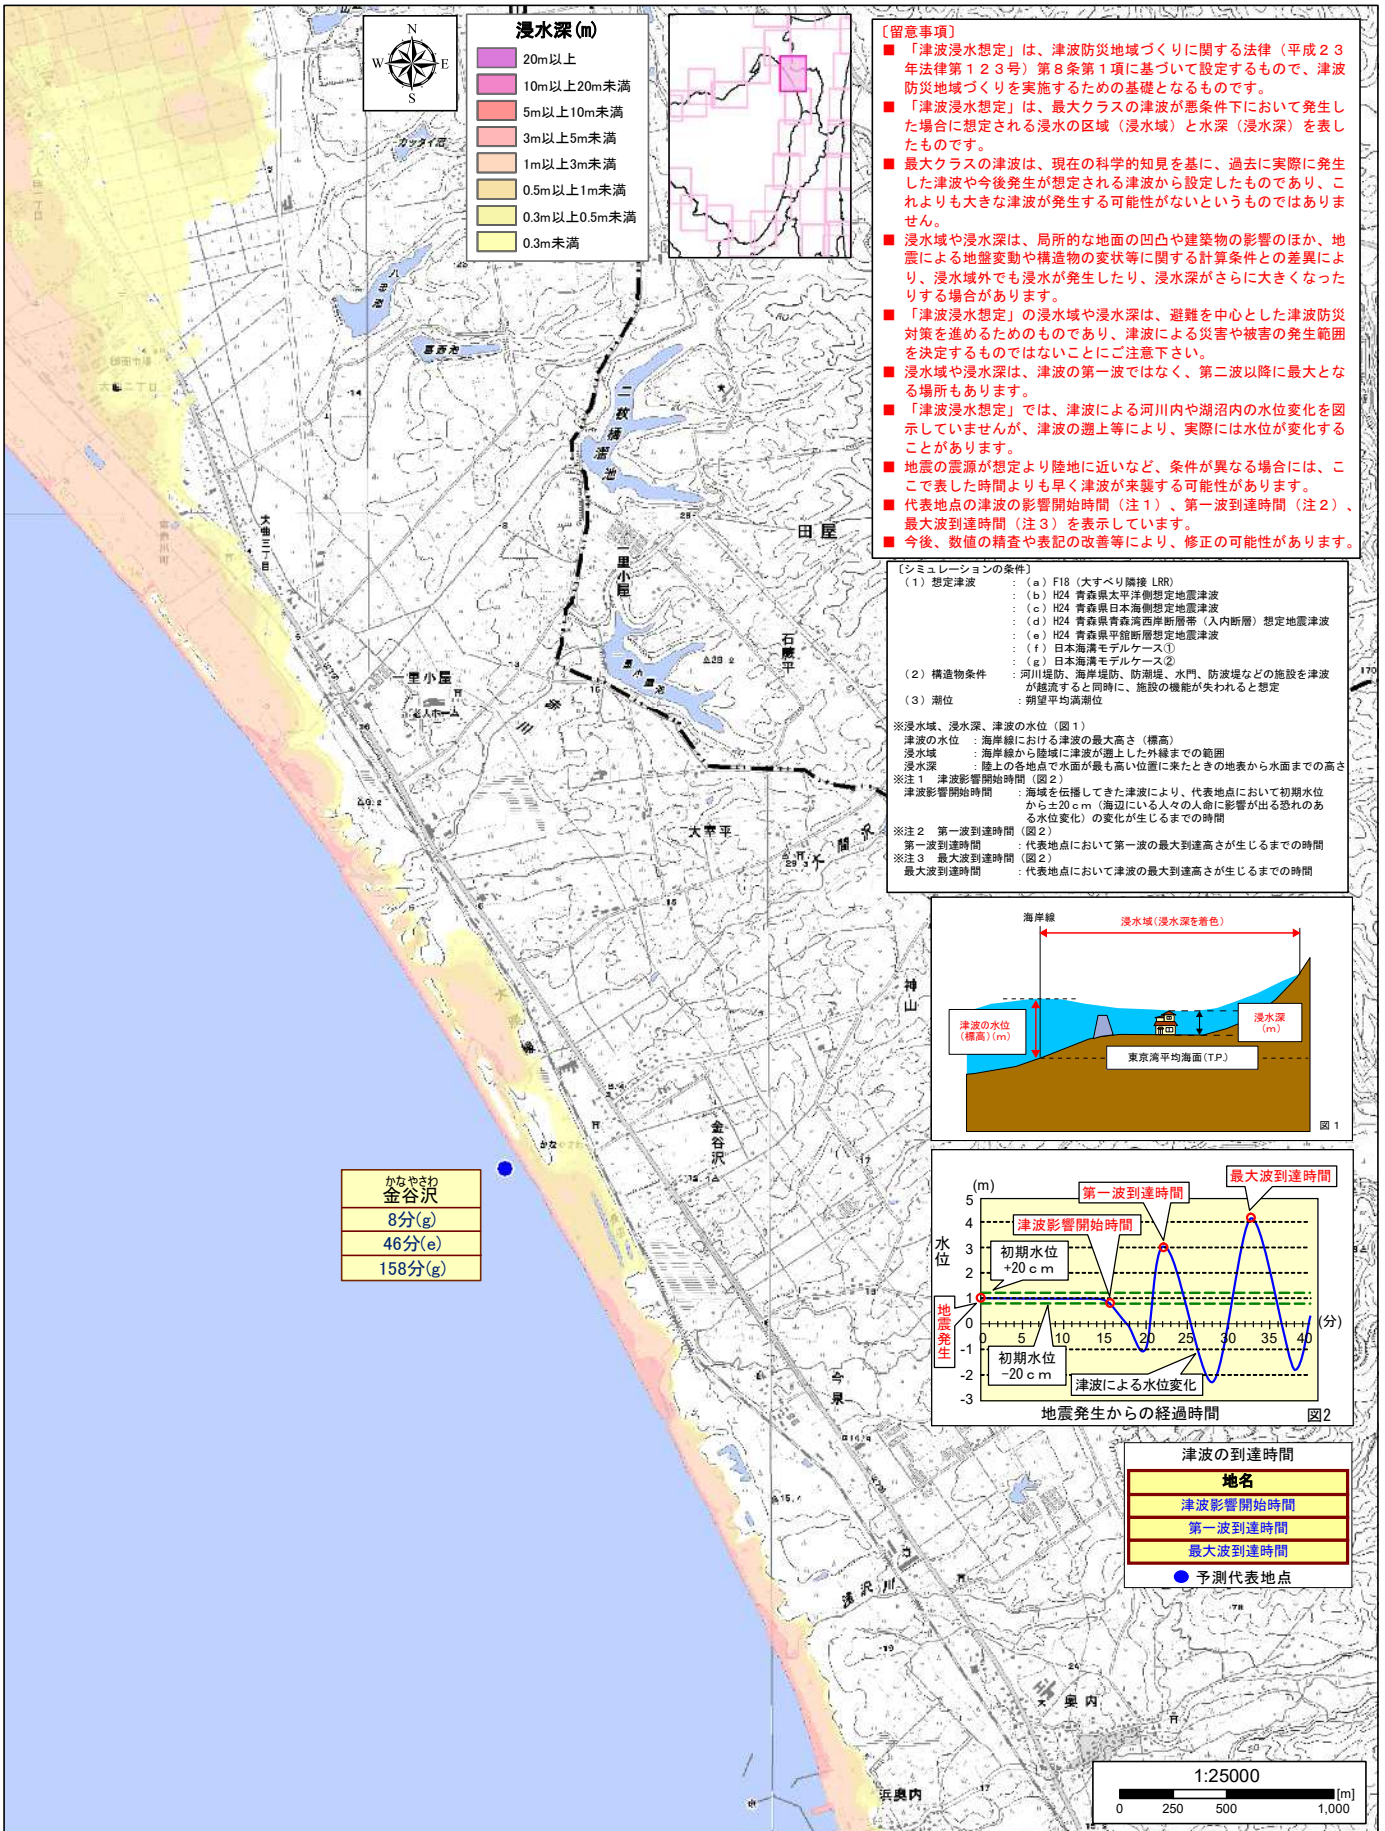 N
W
E
S
浸水深(m)
20m以上
10m以上20m未満
5m以上10m未満
3m以上5m未満
1m以上3m未満
0.5m以上1m未満
0.3m以上0.5m未満
0.3m未満
〔留意事項〕
■ 「津波浸水想定」は、津波防災地域づくりに関する法律（平成２３
年法律第１２３号）第８条第１項に基づいて設定するもので、津波
防災地域づくりを実施するための基礎となるものです。
■ 「津波浸水想定」は、最大クラスの津波が悪条件下において発生し
た場合に想定される浸水の区域（浸水域）と水深（浸水深）を表し
たものです。
■ 最大クラスの津波は、現在の科学的知見を基に、過去に実際に発生
した津波や今後発生が想定される津波から設定したものであり、こ
れよりも大きな津波が発生する可能性がないというものではありま
せん。
■ 浸水域や浸水深は、局所的な地面の凹凸や建築物の影響のほか、地
震による地盤変動や構造物の変状等に関する計算条件との差異によ
り、浸水域外でも浸水が発生したり、浸水深がさらに大きくなった
りする場合があります。
■ 「津波浸水想定」の浸水域や浸水深は、避難を中心とした津波防災
対策を進めるためのものであり、津波による災害や被害の発生範囲
を決定するものではないことにご注意下さい。
■ 浸水域や浸水深は、津波の第一波ではなく、第二波以降に最大とな
る場所もあります。
■ 「津波浸水想定」では、津波による河川内や湖沼内の水位変化を図
示していませんが、津波の遡上等により、実際には水位が変化する
ことがあります。
■ 地震の震源が想定より陸地に近いなど、条件が異なる場合には、こ
こで表した時間よりも早く津波が来襲する可能性があります。
■ 代表地点の津波の影響開始時間（注１）、第一波到達時間（注２）、
最大波到達時間（注３）を表示しています。
■ 今後、数値の精査や表記の改善等により、修正の可能性があります。
〔シミュレーションの条件〕
（１）想定津波 ：（a）F18（大すべり隣接 LRR）
：（b）H24 青森県太平洋側想定地震津波
：（c）H24 青森県日本海側想定地震津波
：（d）H24 青森県青森湾西岸断層帯（入内断層）想定地震津波
：（e）H24 青森県平舘断層想定地震津波
：（f）日本海溝モデルケース①
：（g）日本海溝モデルケース②
（２）構造物条件 ：河川堤防、海岸堤防、防潮堤、水門、防波堤などの施設を津波
が越流すると同時に、施設の機能が失われると想定
（３）潮位 ：朔望平均満潮位
※浸水域、浸水深、津波の水位（図１）
津波の水位 ：海岸線における津波の最大高さ（標高）
浸水域 ：海岸線から陸域に津波が遡上した外縁までの範囲
浸水深 ：陸上の各地点で水面が最も高い位置に来たときの地表から水面までの高さ
※注１ 津波影響開始時間（図２）
津波影響開始時間 ：海域を伝播してきた津波により、代表地点において初期水位
から±20ｃｍ（海辺にいる人々の人命に影響が出る恐れのあ
る水位変化）の変化が生じるまでの時間
※注２ 第一波到達時間（図２）
第一波到達時間 ：代表地点において第一波の最大到達高さが生じるまでの時間
※注３ 最大波到達時間（図２）
最大波到達時間 ：代表地点において津波の最大到達高さが生じるまでの時間
海岸線
浸水域(浸水深を着色)
津波の水位
(標高)(m)
浸水深
(m)
東京湾平均海面(T.P.)
図１
(m)
水位
5
4
3
2
1
0
-1
-2
-3
最大波到達時間
第一波到達時間
津波影響開始時間
初期水位
+20ｃｍ
地震発生
初期水位
-20ｃｍ
津波による水位変化
0 5 10 15 20 25 30 35 40
(分)
地震発生からの経過時間
図2
津波の到達時間
地名
津波影響開始時間
第一波到達時間
最大波到達時間
予測代表地点
1:25000
[m]
0 250 500 1,000
かなやさわ
金谷沢
8分(g)
46分(e)
158分(g)
カッタイ沼
葛西池
二枚橋溜池
田屋
一里小屋
石蕨平
大曲二丁目
大曲三丁目
一里小屋
老人ホーム
大室平
神山
金谷沢
今泉
奥内
浜奥内